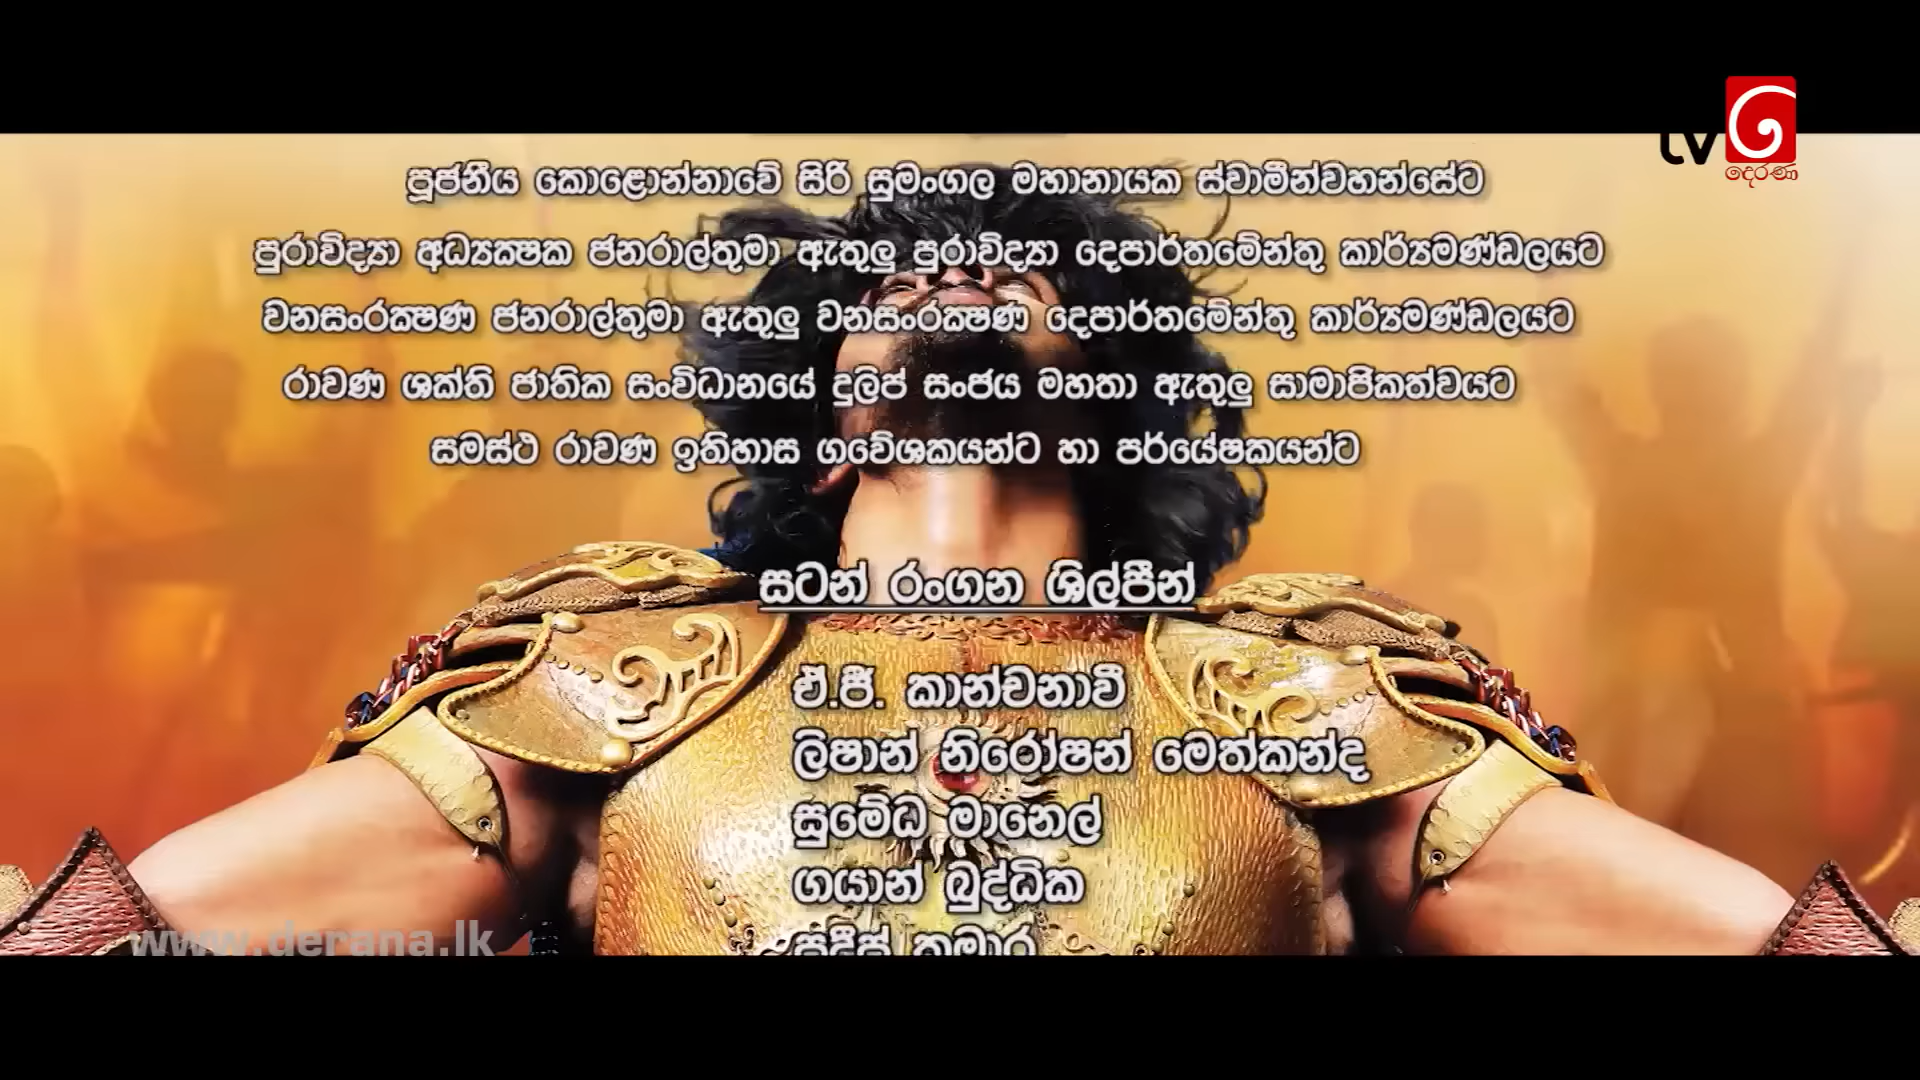 tv
දෙරණ
පූජනීය කොළොන්නාවේ සිරි සුමංගල මහානායක ස්වාමීන්වහන්සේට
පුරාවිද්‍යා අධ්‍යක්‍ෂක ජනරාල්තුමා ඇතුලු පුරාවිද්‍යා දෙපාර්තමේන්තු කාර්යමණ්ඩලයට
වනසංරක්‍ෂණ ජනරාල්තුමා ඇතුලු වනසංරක්‍ෂණ දෙපාර්තමේන්තු කාර්යමණ්ඩලයට
රාවණ ශක්ති ජාතික සංවිධානයේ දුලිප් සංජය මහතා ඇතුලු සාමාජිකත්වයට
සමස්ථ රාවණ ඉතිහාස ගවේශකයන්ට හා පර්යේෂකයන්ට
සටන් රංගන ශිල්පීන්
ඒ.ජී. කාන්චනාවී
ලිෂාන් නිරෝෂන් මෙත්කන්ද
සුමේධ මානෙල්
ගයාන් බුද්ධික
www.derana.lk